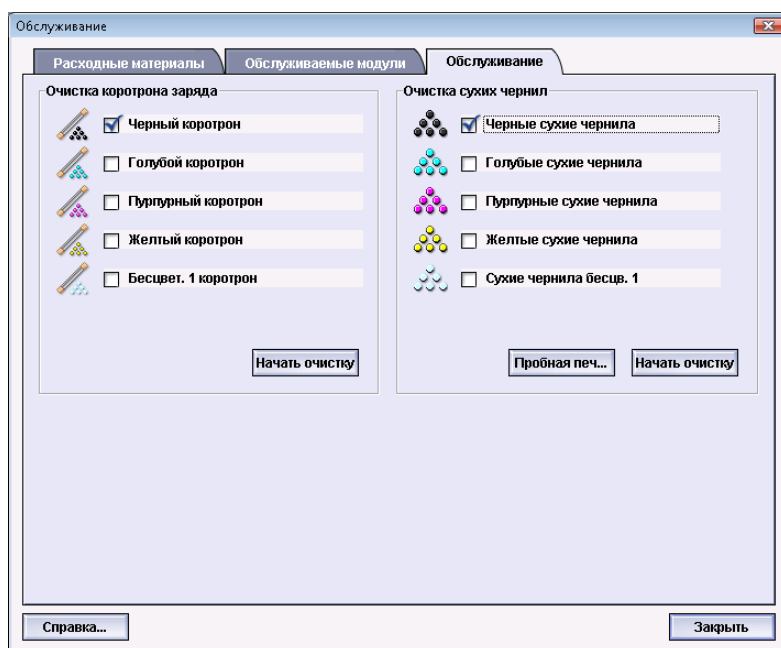 Обслуживание
Расходные материалы
Обслуживаемые модули
Обслуживание
Очистка коротрона заряда
Черный коротрон
Голубой коротрон
Пурпурный коротрон
Желтый коротрон
Бесцвет. 1 коротрон
Начать очистку
Очистка сухих чернил
Черные сухие чернила
Голубые сухие чернила
Пурпурные сухие чернила
Желтые сухие чернила
Сухие чернила бесцв. 1
Пробная печ...
Начать очистку
Справка...
Закрыть